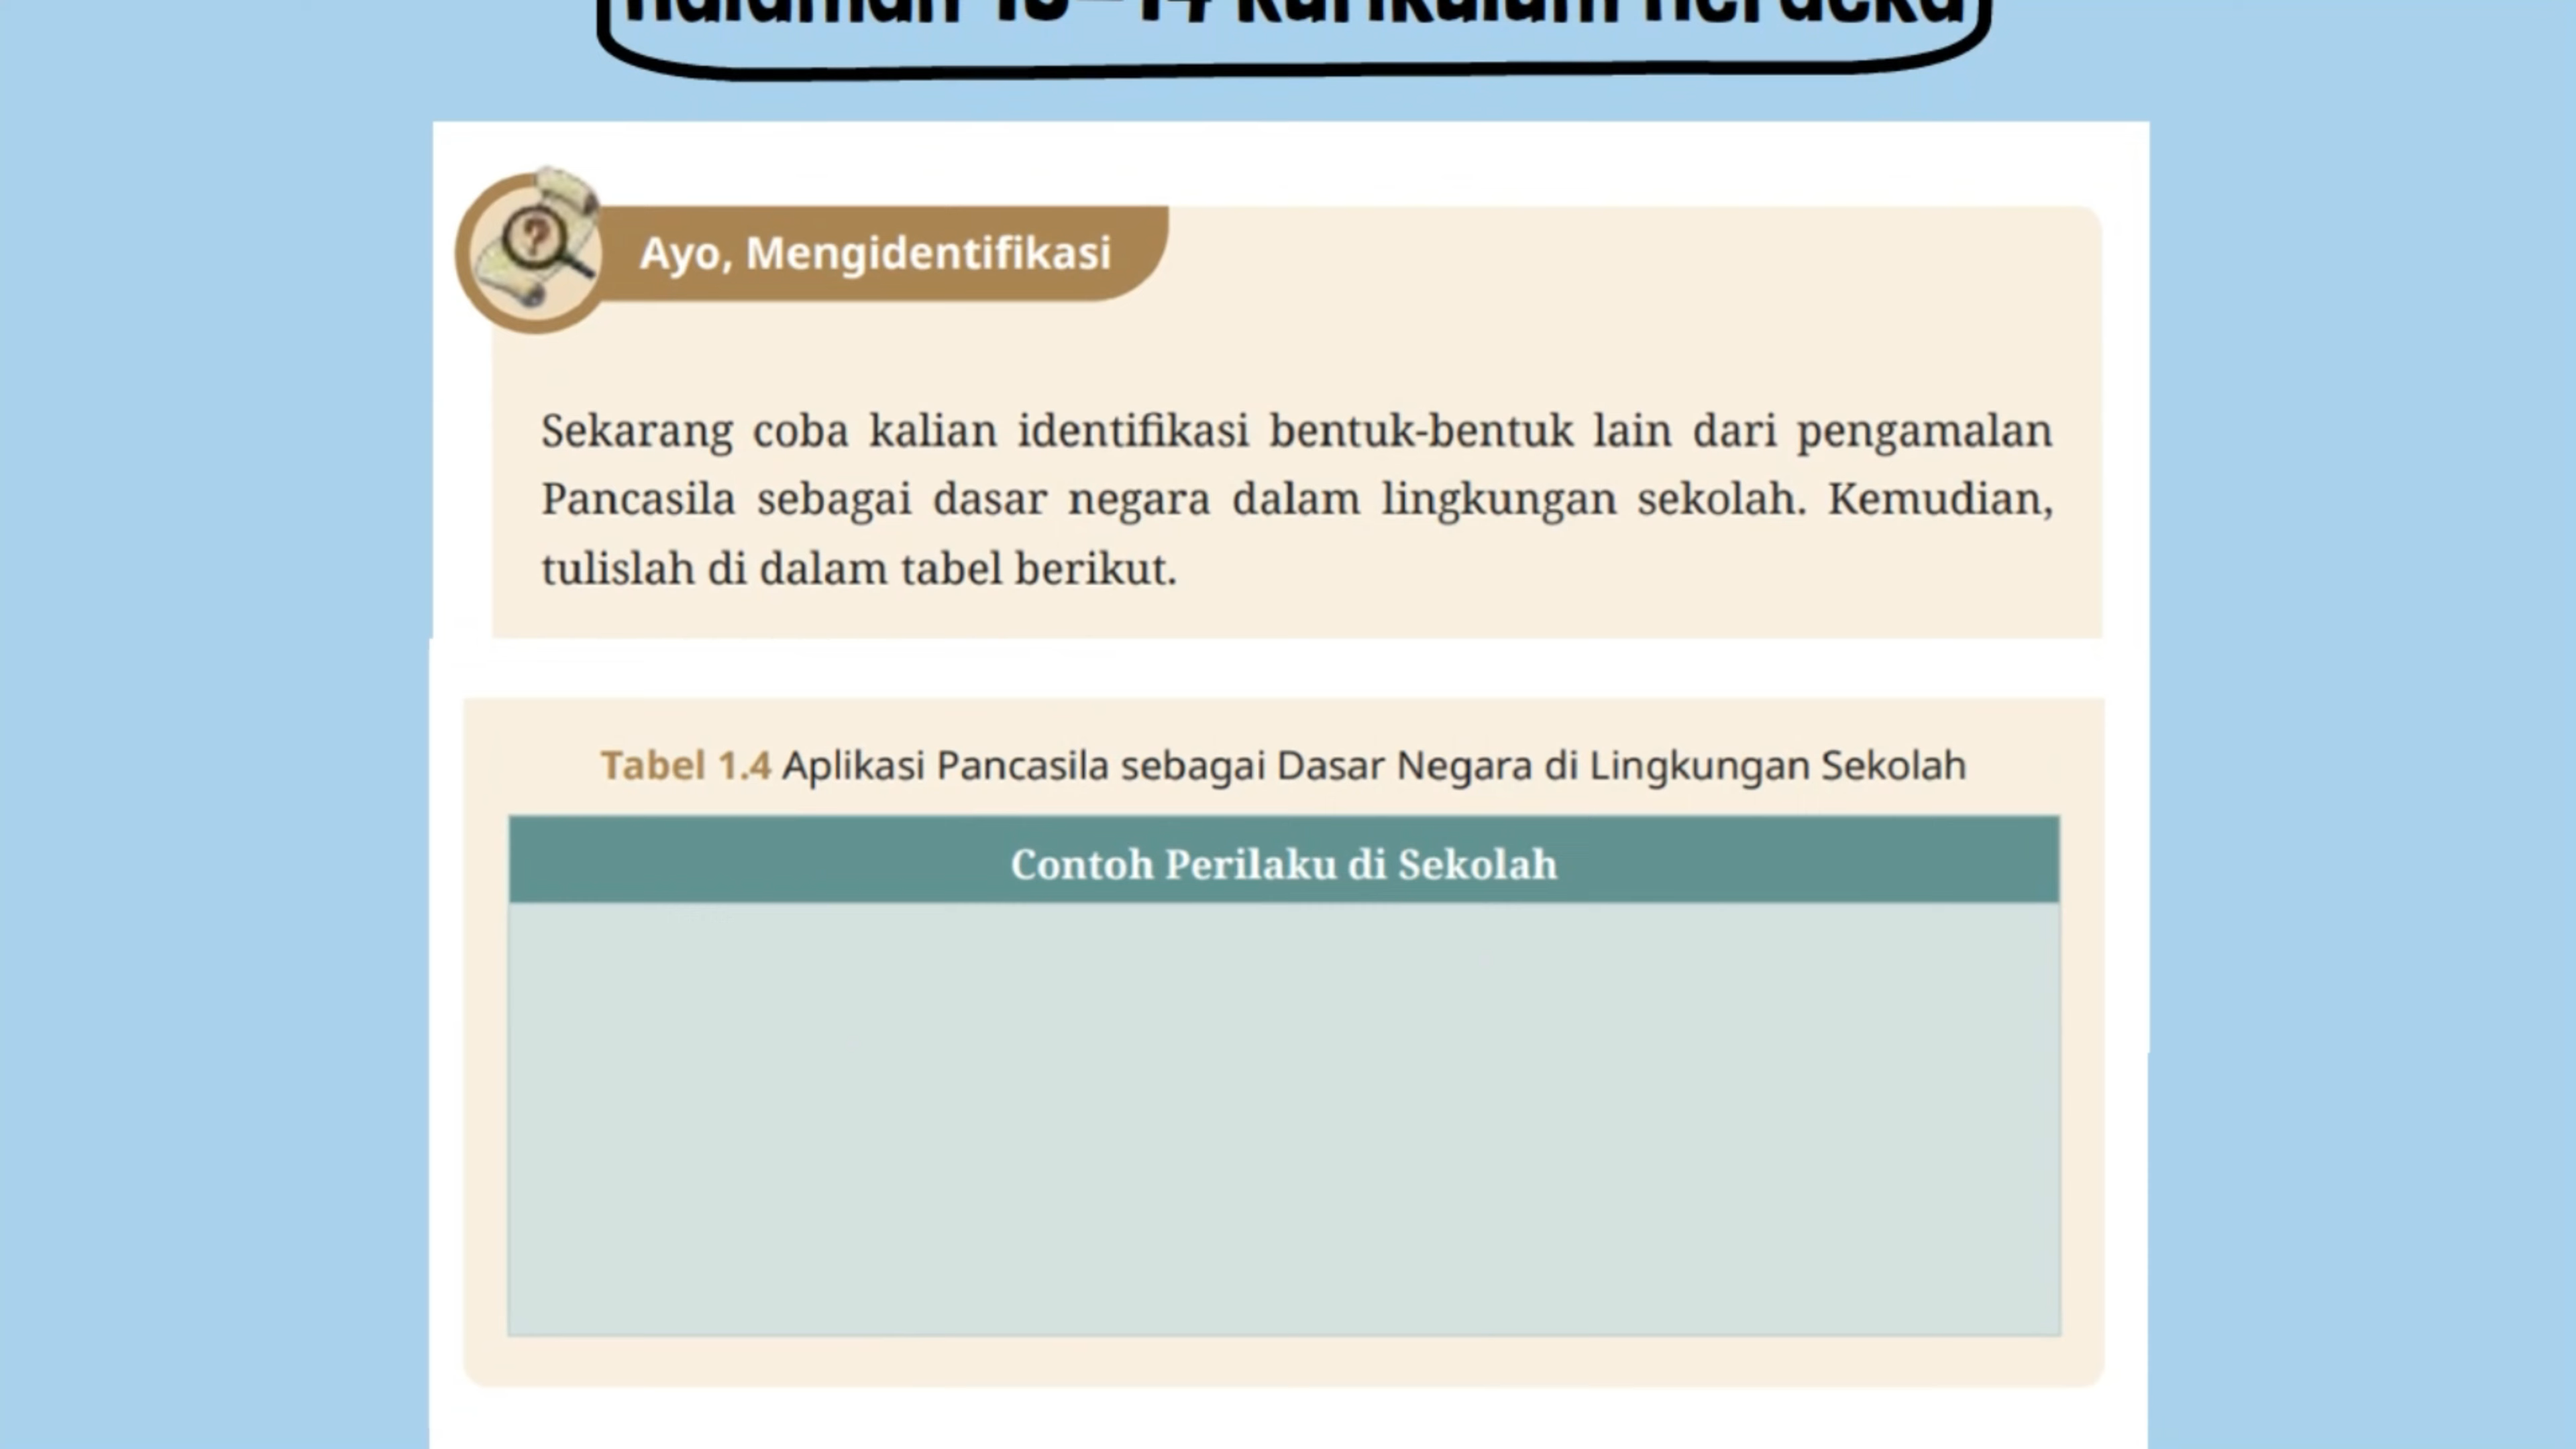 Ayo, Mengidentifikasi
Sekarang coba kalian identifikasi bentuk-bentuk lain dari pengamalan
Pancasila sebagai dasar negara dalam lingkungan sekolah. Kemudian,
tulislah di dalam tabel berikut.
Tabel 1.4 Aplikasi Pancasila sebagai Dasar Negara di Lingkungan Sekolah
Contoh Perilaku di Sekolah